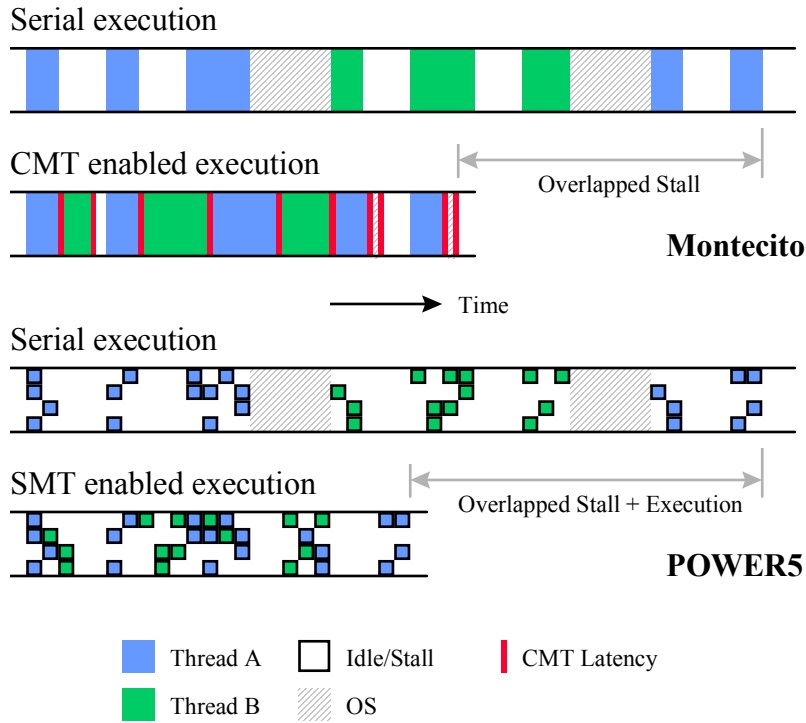 Serial execution
CMT enabled execution
Overlapped Stall
Montecito
Time
Serial execution
SMT enabled execution
Overlapped Stall + Execution
POWER5
Thread A
Idle/Stall
CMT Latency
Thread B
OS